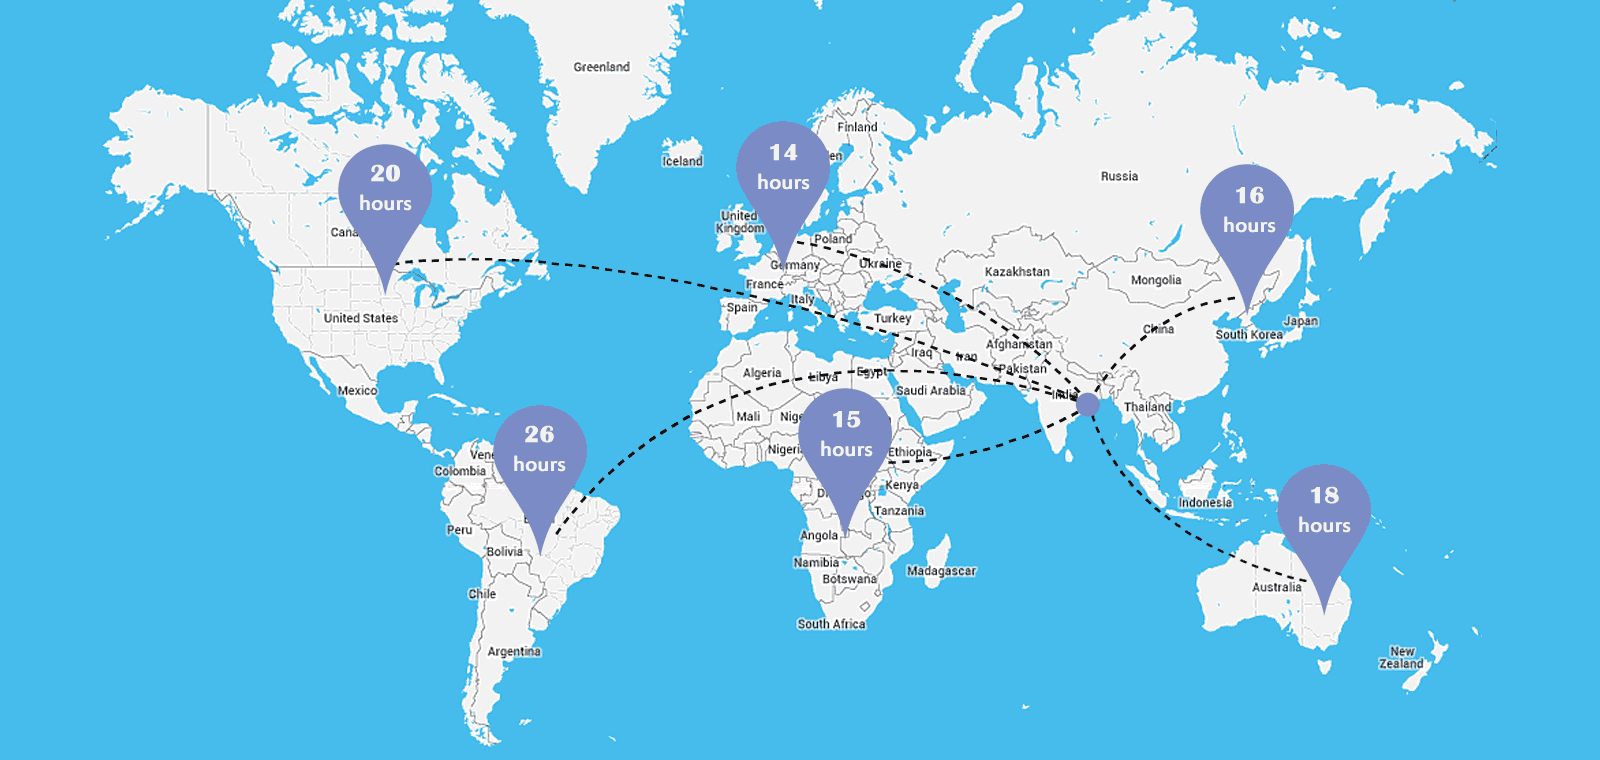 Greenland
Finland
Iceland
14
hours
en
20
hours
Russia
16
hours
United
Kingdom
Cana
Poland
Ukraine
Germany
Kazakhstan
Mongolia
France
Italy
Spain
United States
Turkey
China
South Korea
Japan
Afghanistan
Iraq
Iran
Pakistan
Algeria
Libya
Egypt
Saudi Arabia
Mexico
India
Thailand
Mali
Nige
15
hours
26
hours
Nigeria
Ethiopia
Vene
Colombia
Kenya
18
hours
Indonesia
Tanzania
Peru
Angola
Bolivia
Namibia
Botswana
Madagascar
Australia
Chile
South Africa
Argentina
New
Zealand